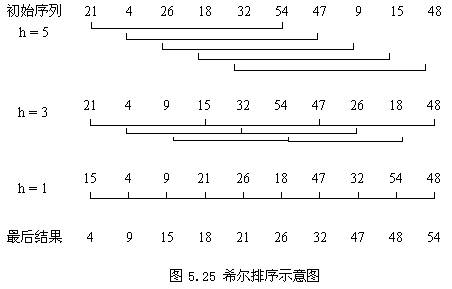 初始序列 21 4 26 18 32 54 47 9 15 48
h = 5
21 4 9 15 32 54 47 26 18 48
h = 3
15 4 9 21 26 18 47 32 54 48
h = 1
最后结果 4 9 15 18 21 26 32 47 48 54
图 5.25 希尔排序示意图